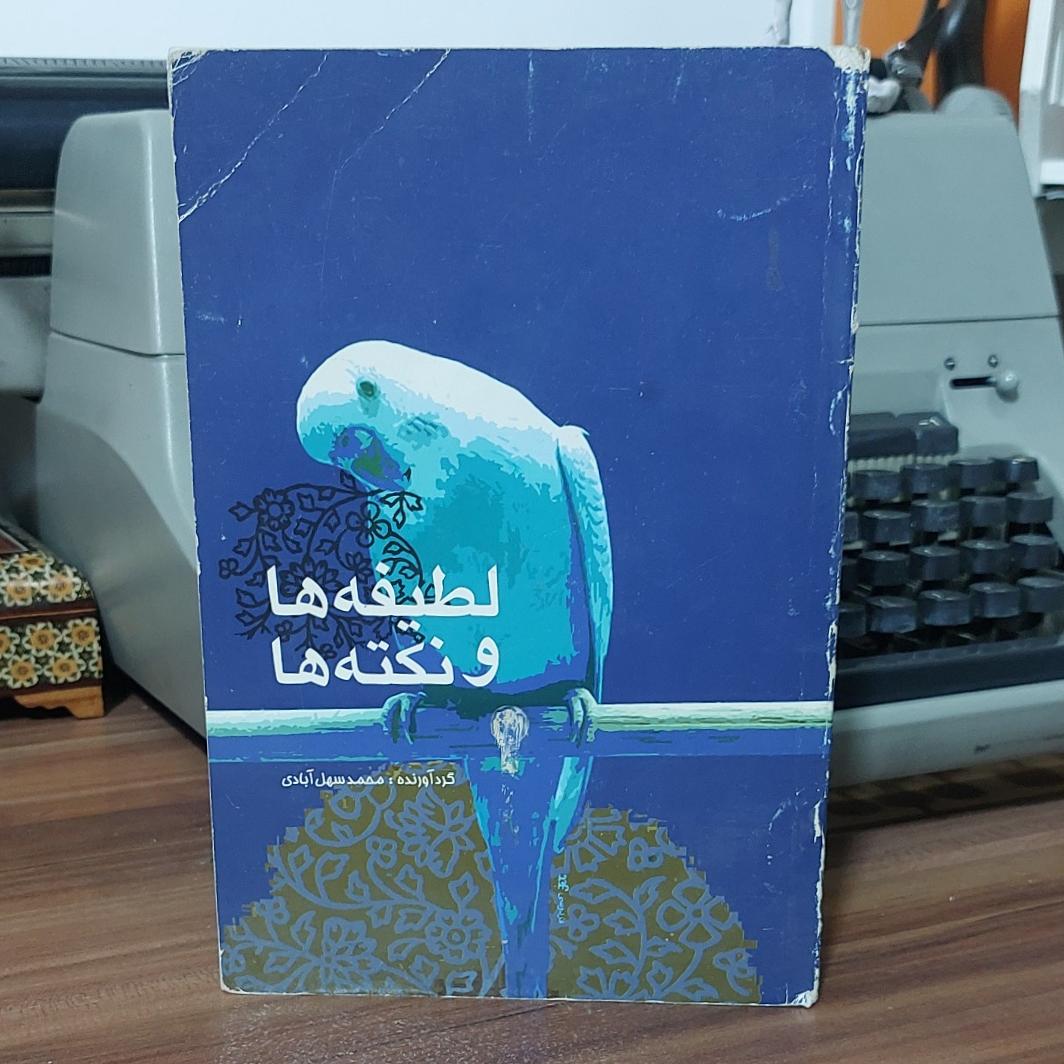 لطیفه‌ها
و نکته‌ها
گردآورنده : محمد سهل آبادی